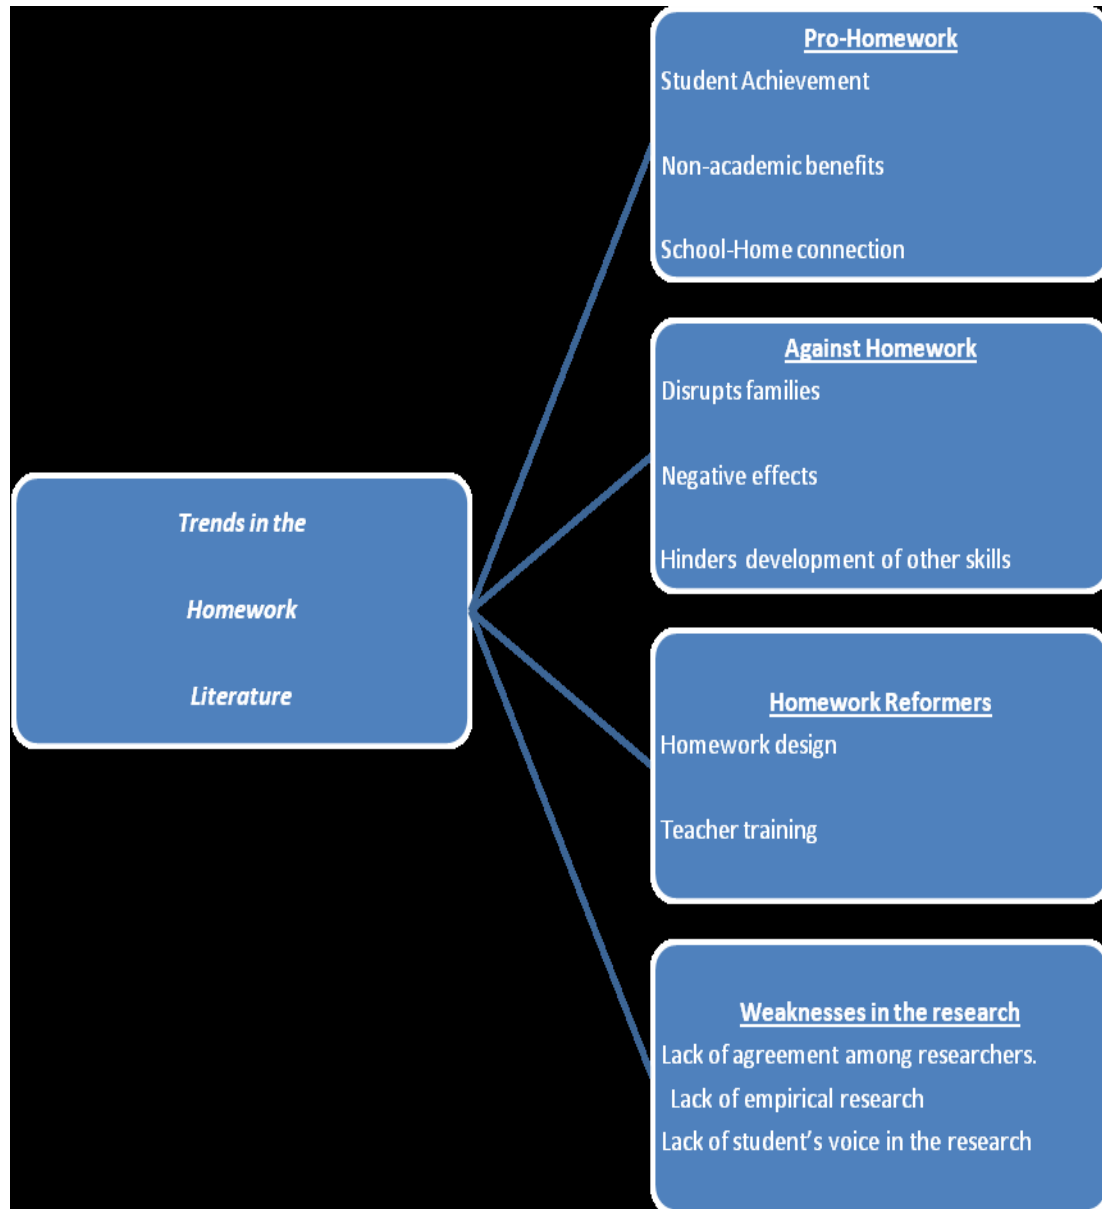 Trends in the
Homework
Literature
Pro-Homework
Student Achievement
Non-academic benefits
School-Home connection
Against Homework
Disrupts families
Negative effects
Hinders development of other skills
Homework Reformers
Homework design
Teacher training
Weaknesses in the research
Lack of agreement among researchers.
Lack of empirical research
Lack of student’s voice in the research